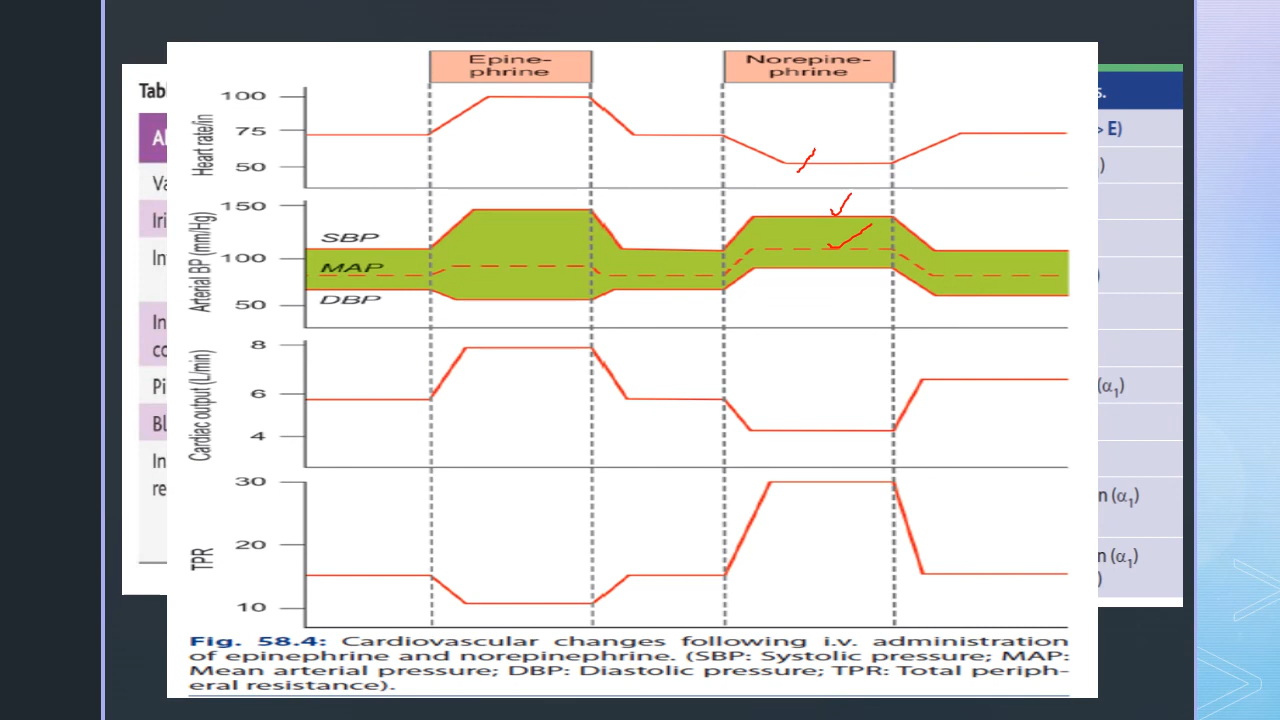 Tabl
Al
Va
Iri
In
co
Pi
In
re
s.
> E)
)
)
(α₁)
n (α₁)
n (α₁)
)
Epine-
phrine
Norepine-
phrine
Heart rate/in
100
75
50
Arterial BP (mm/Hg)
150
100
50
SBP
MAP
DBP
Cardiac output (L/min)
8
6
4
TPR
30
20
10
Fig. 58.4: Cardiovascular changes following i.v. administration
of epinephrine and norepinephrine. (SBP: Systolic pressure; MAP:
Mean arterial pressure; DBP: Diastolic pressure; TPR: Total periph-
eral resistance).